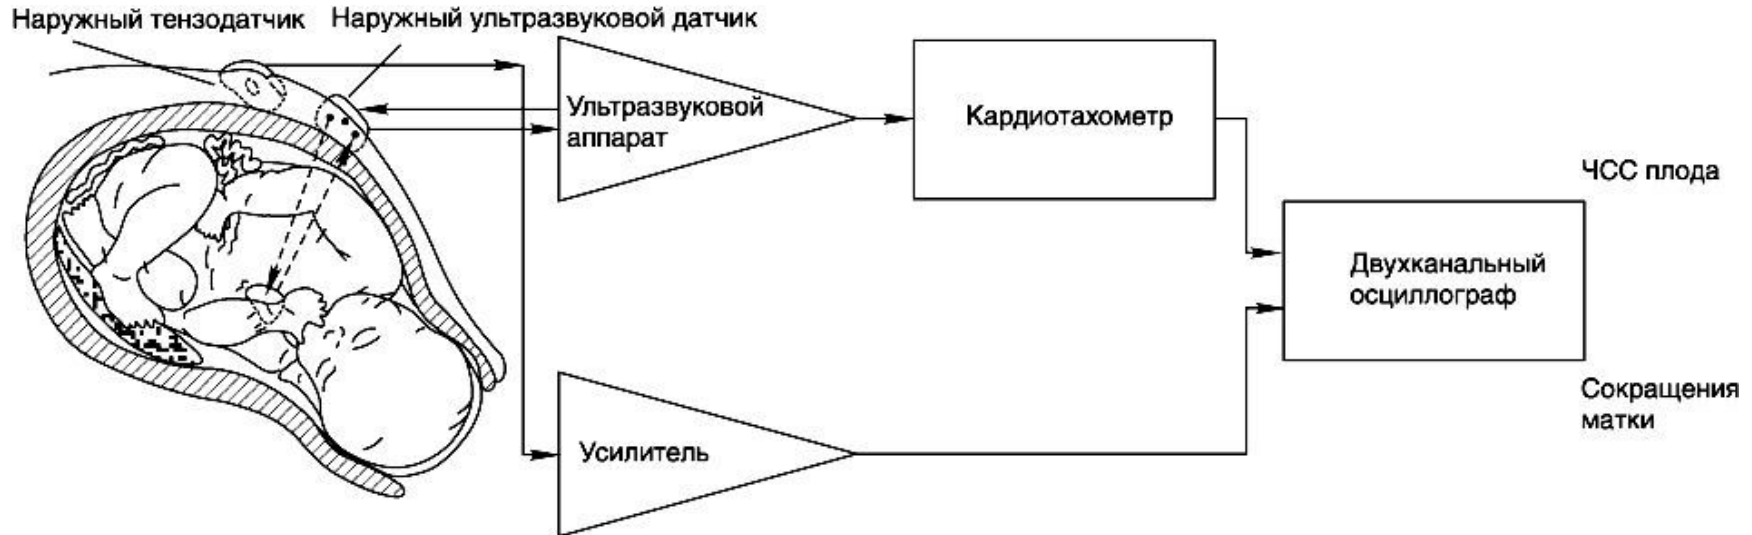 Наружный тензодатчик
Наружный ультразвуковой датчик
Ультразвуковой
аппарат
Кардиотахометр
ЧСС плода
Двухканальный
осциллограф
Сокращения
матки
Усилитель